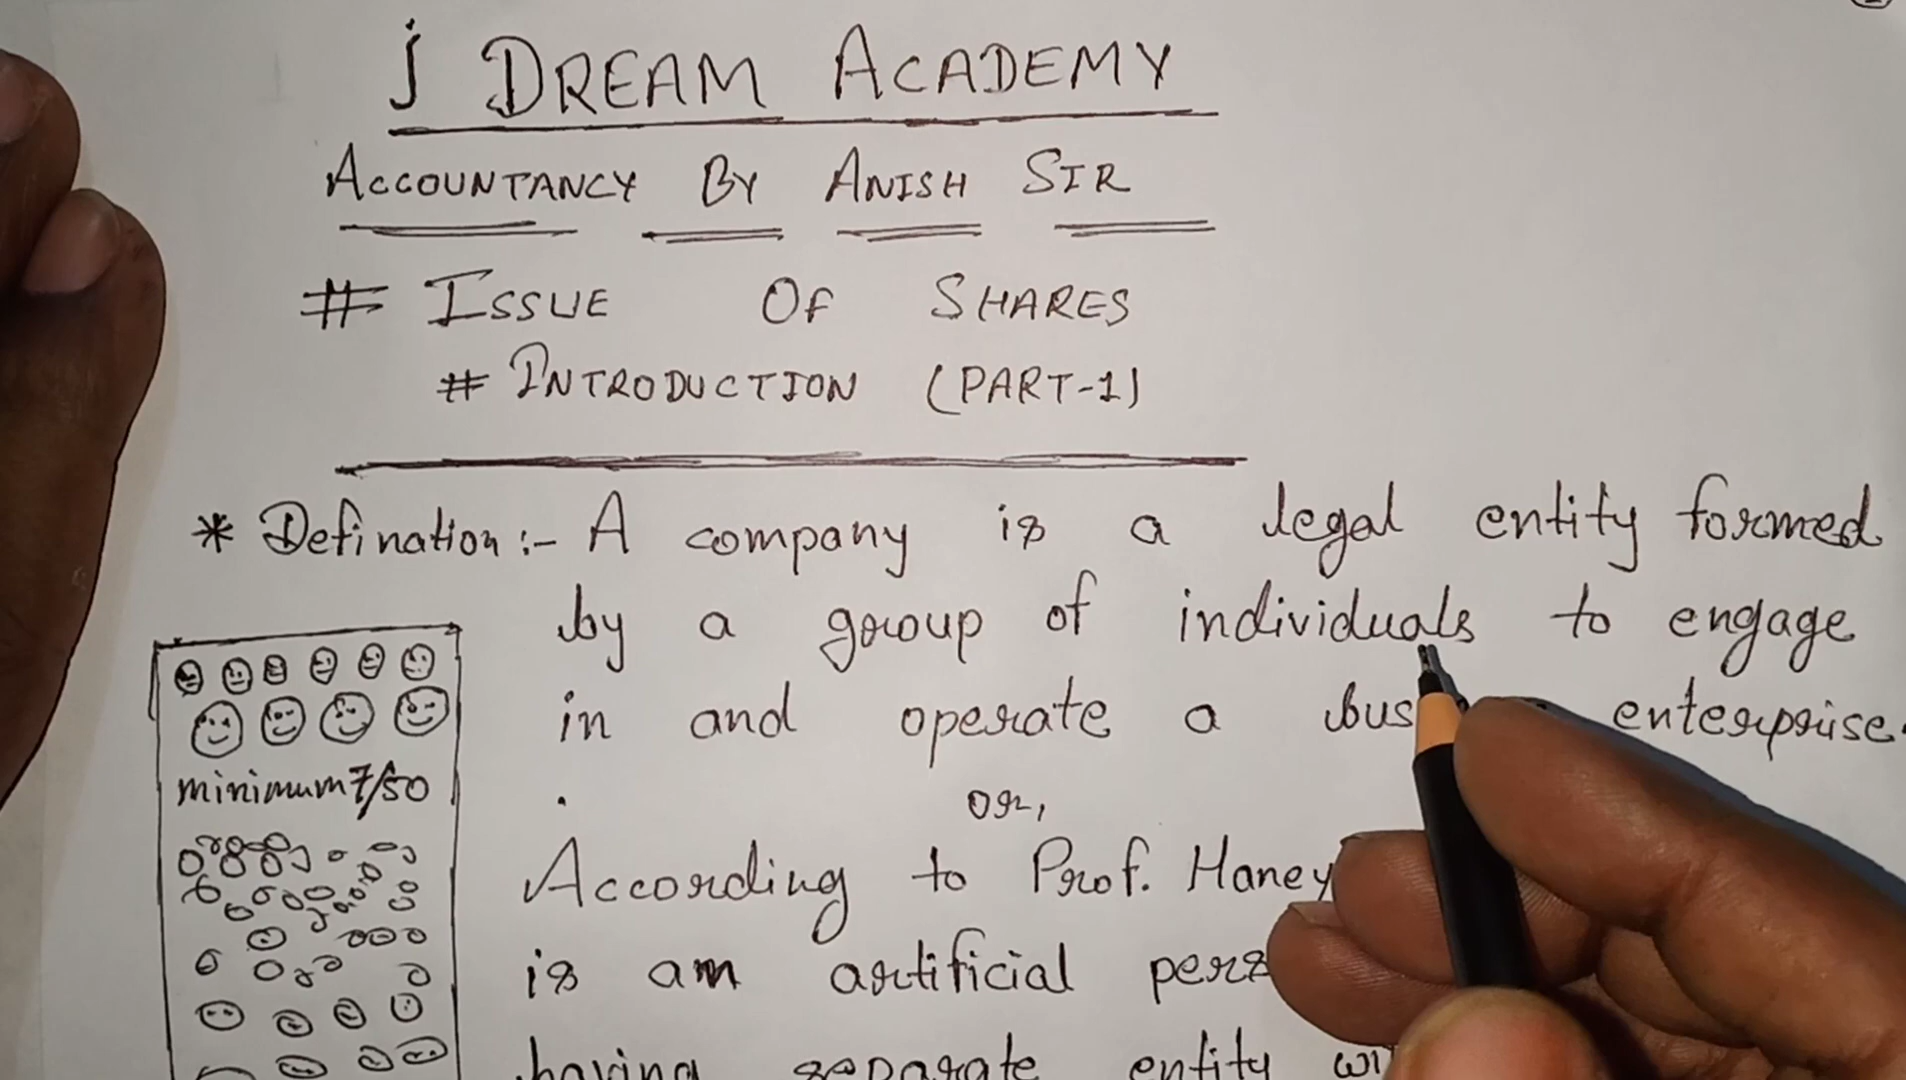 j DREAM ACADEMY
ACCOUNTANCY BY ANISH SIR
# ISSUE OF SHARES
# INTRODUCTION (PART-1)
* Defination :- A company is a legal entity formed
by a group of individuals to engage
in and operate a bus enterprise.
or,
According to Prof. Haney
is an artificial pers
having separate entity wi
minimum 7/50